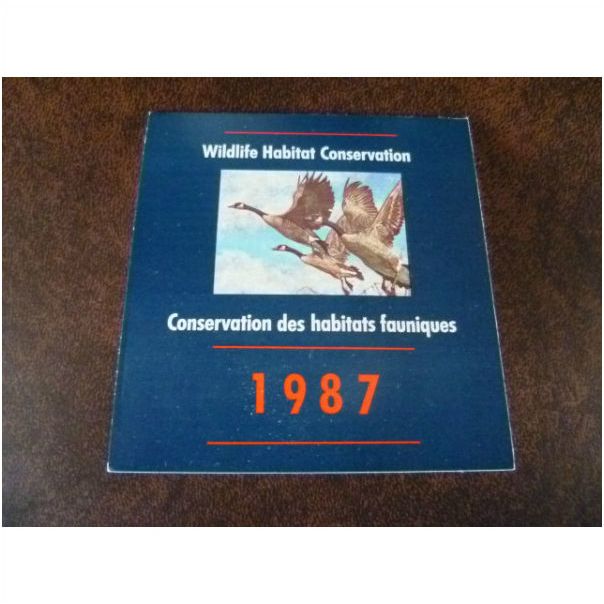 Wildlife Habitat Conservation
Conservation des habitats fauniques
1987